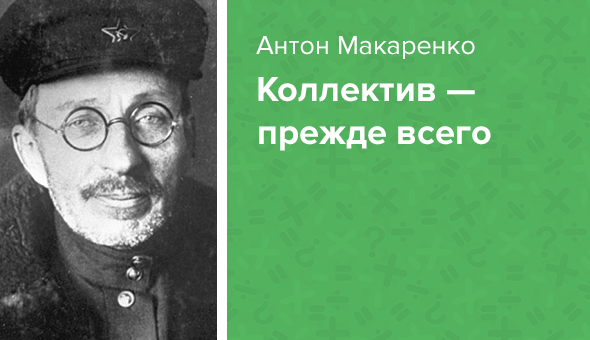 Антон Макаренко
Коллектив —
прежде всего